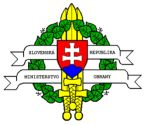 SLOVENSKÁ REPUBLIKA
MINISTERSTVO OBRANY